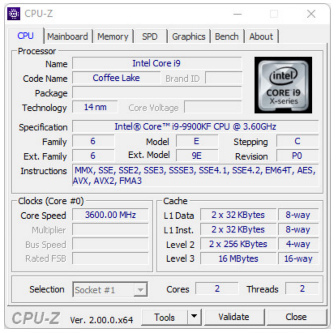 CPU-Z
CPU Mainboard Memory SPD Graphics Bench About
Processor
Name Intel Core i9
Code Name Coffee Lake Brand ID
Package
Technology 14 nm Core Voltage
intel
CORE i9
X-series
Specification Intel® Core™ i9-9900KF CPU @ 3.60GHz
Family 6 Model E Stepping C
Ext. Family 6 Ext. Model 9E Revision P0
Instructions MMX, SSE, SSE2, SSE3, SSSE3, SSE4.1, SSE4.2, EM64T, AES,
AVX, AVX2, FMA3
Clocks (Core #0) Cache
Core Speed 3600.00 MHz L1 Data 2 x 32 KBytes 8-way
Multiplier L1 Inst. 2 x 32 KBytes 8-way
Bus Speed Level 2 2 x 256 KBytes 4-way
Rated FSB Level 3 16 MBytes 16-way
Selection Socket #1 Cores 2 Threads 2
CPU-Z Ver. 2.00.0.x64 Tools Validate Close